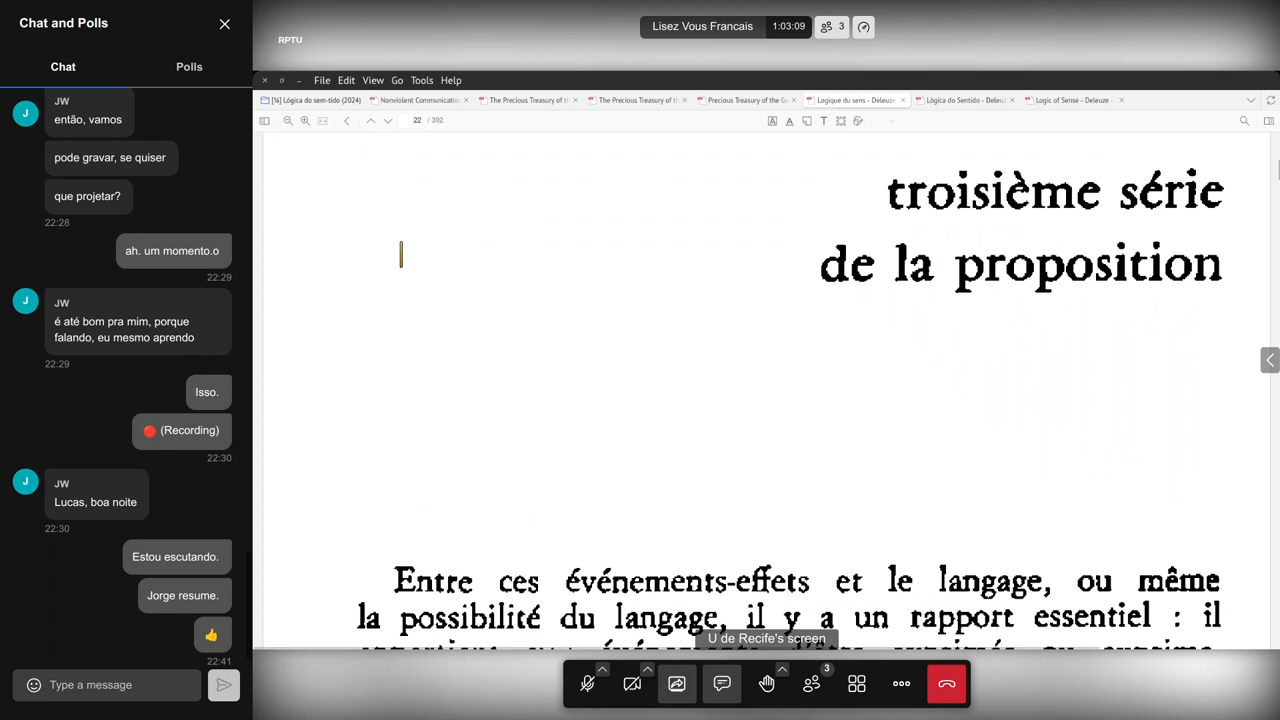 Chat and Polls
Chat
Polls
JW
J
então, vamos
pode gravar, se quiser
que projetar?
22:28
ah. um momento.o
22:29
J
JW
é até bom pra mim, porque
falando, eu mesmo aprendo
22:29
Isso.
(Recording)
22:30
J
JW
Lucas, boa noite
22:30
Estou escutando.
Jorge resume.
22:41
Type a message
RPTU
Lisez Vous Francais
1:03:09
3
File Edit View Go Tools Help
[¾] Lógica do sem-tido (2024)
Nonviolent Communication
The Precious Treasury of t
The Precious Treasury of t
Precious Treasury of the
Logique du sens - Deleuze
Lógica do Sentido - Deleuz
Logic of Sense - Deleuze -
22 / 392
troisième série
de la proposition
Entre ces événements-effets et le langage, ou même
la possibilité du langage, il y a un rapport essentiel : il
U de Recife's screen
3